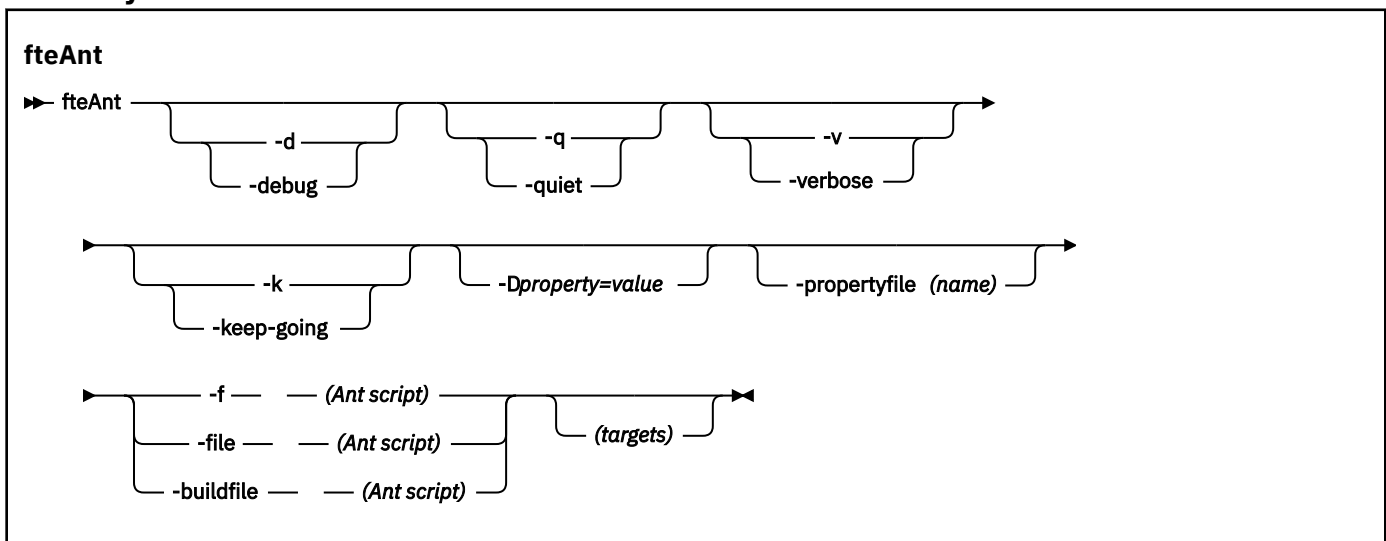 fteAnt
fteAnt
-d
-debug
-q
-quiet
-v
-verbose
-k
-keep-going
-Dproperty=value
-propertyfile (name)
-f (Ant script)
-file (Ant script)
-buildfile (Ant script)
(targets)